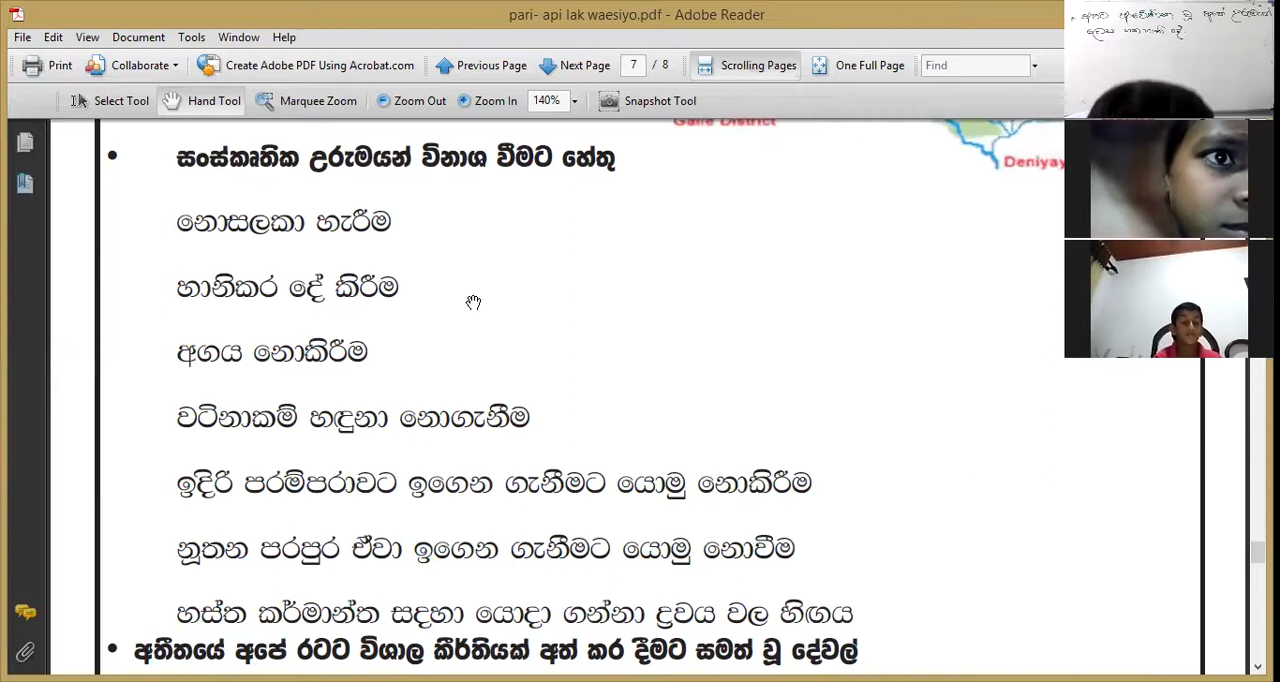 pari- api lak waesiyo.pdf - Adobe Reader
File Edit View Document Tools Window Help
Print Collaborate Create Adobe PDF Using Acrobat.com Previous Page Next Page 7 / 8 Scrolling Pages One Full Page Find
Select Tool Hand Tool Marquee Zoom Zoom Out Zoom In 140% Snapshot Tool
Galle District
• සංස්කෘතික උරුමයන් විනාශ වීමට හේතු
Deniyay
නොසලකා හැරීම
හානිකර දේ කිරීම
අගය නොකිරීම
වටිනාකම් හඳුනා නොගැනීම
ඉදිරි පරම්පරාවට ඉගෙන ගැනීමට යොමු නොකිරීම
නූතන පරපුර ඒවා ඉගෙන ගැනීමට යොමු නොවීම
හස්ත කර්මාන්ත සදහා යොදා ගන්නා ද්‍රවය වල හිඟය
• අතීතයේ අපේ රටට විශාල කීර්තියක් අත් කර දීමට සමත් වූ දේවල්